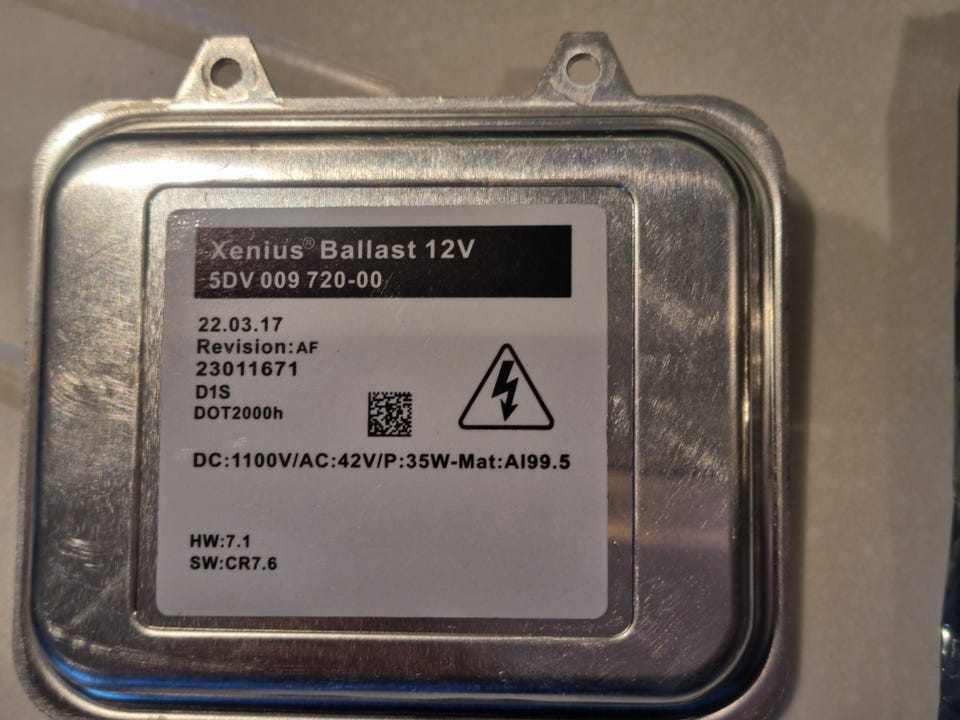 Xenius® Ballast 12V
5DV 009 720-00
22.03.17
Revision:AF
23011671
D1S
DOT2000h
DC:1100V/AC:42V/P:35W-Mat:Al99.5
HW:7.1
SW:CR7.6